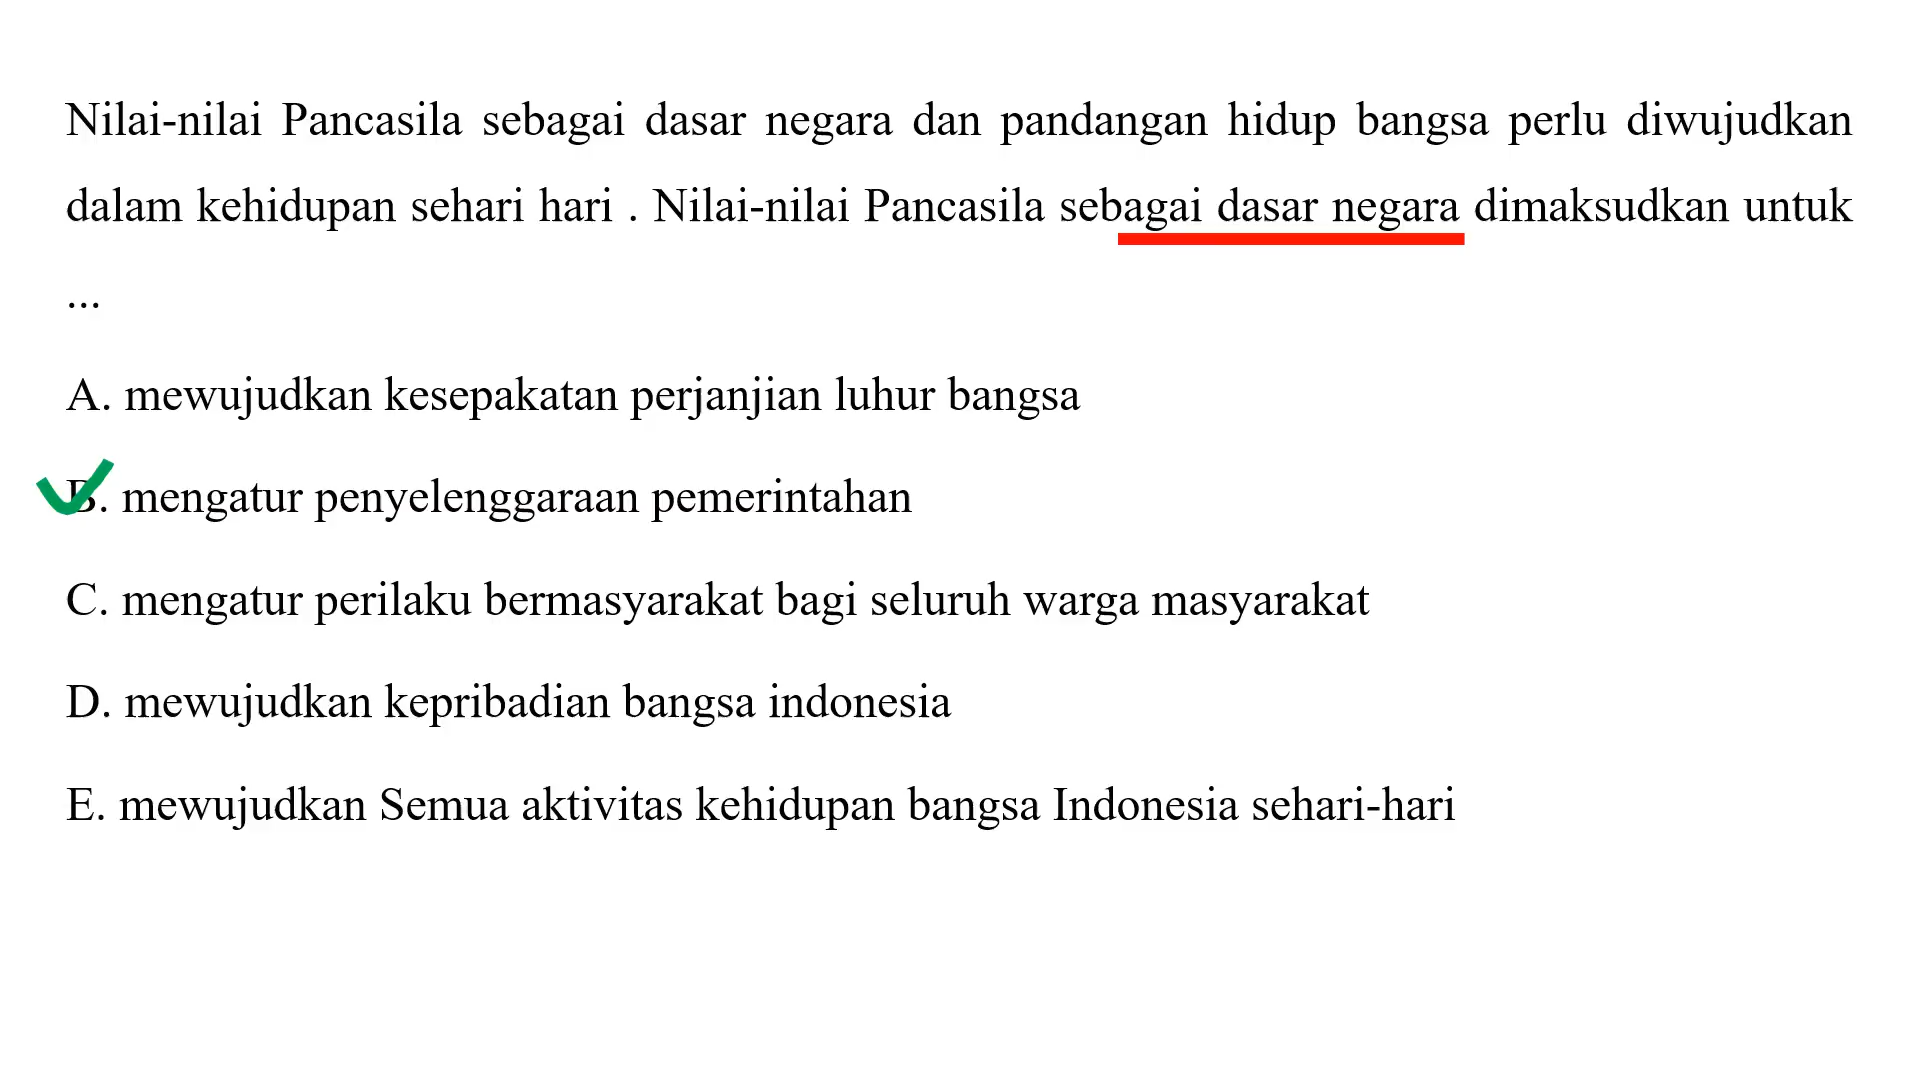 Nilai-nilai Pancasila sebagai dasar negara dan pandangan hidup bangsa perlu diwujudkan
dalam kehidupan sehari hari . Nilai-nilai Pancasila sebagai dasar negara dimaksudkan untuk
...
A. mewujudkan kesepakatan perjanjian luhur bangsa
B. mengatur penyelenggaraan pemerintahan
C. mengatur perilaku bermasyarakat bagi seluruh warga masyarakat
D. mewujudkan kepribadian bangsa indonesia
E. mewujudkan Semua aktivitas kehidupan bangsa Indonesia sehari-hari